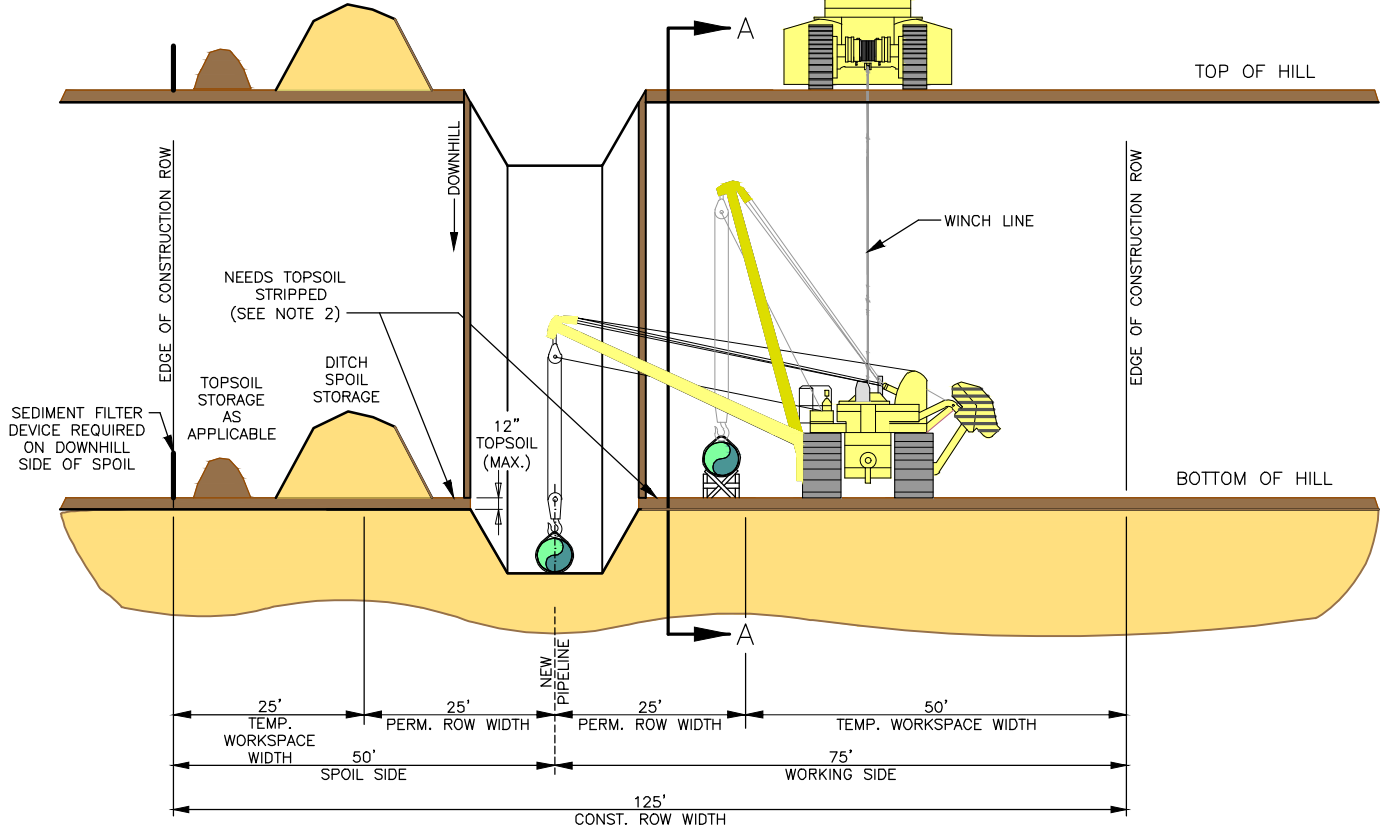 A
TOP OF HILL
EDGE OF CONSTRUCTION ROW
DOWNHILL
EDGE OF CONSTRUCTION ROW
WINCH LINE
NEEDS TOPSOIL
STRIPPED
(SEE NOTE 2)
DITCH
SPOIL
STORAGE
TOPSOIL
STORAGE
AS
APPLICABLE
SEDIMENT FILTER
DEVICE REQUIRED
ON DOWNHILL
SIDE OF SPOIL
12"
TOPSOIL
(MAX.)
BOTTOM OF HILL
A
NEW
PIPELINE
25'
TEMP.
WORKSPACE
WIDTH
25'
PERM. ROW WIDTH
25'
PERM. ROW WIDTH
50'
TEMP. WORKSPACE WIDTH
50'
SPOIL SIDE
75'
WORKING SIDE
125'
CONST. ROW WIDTH